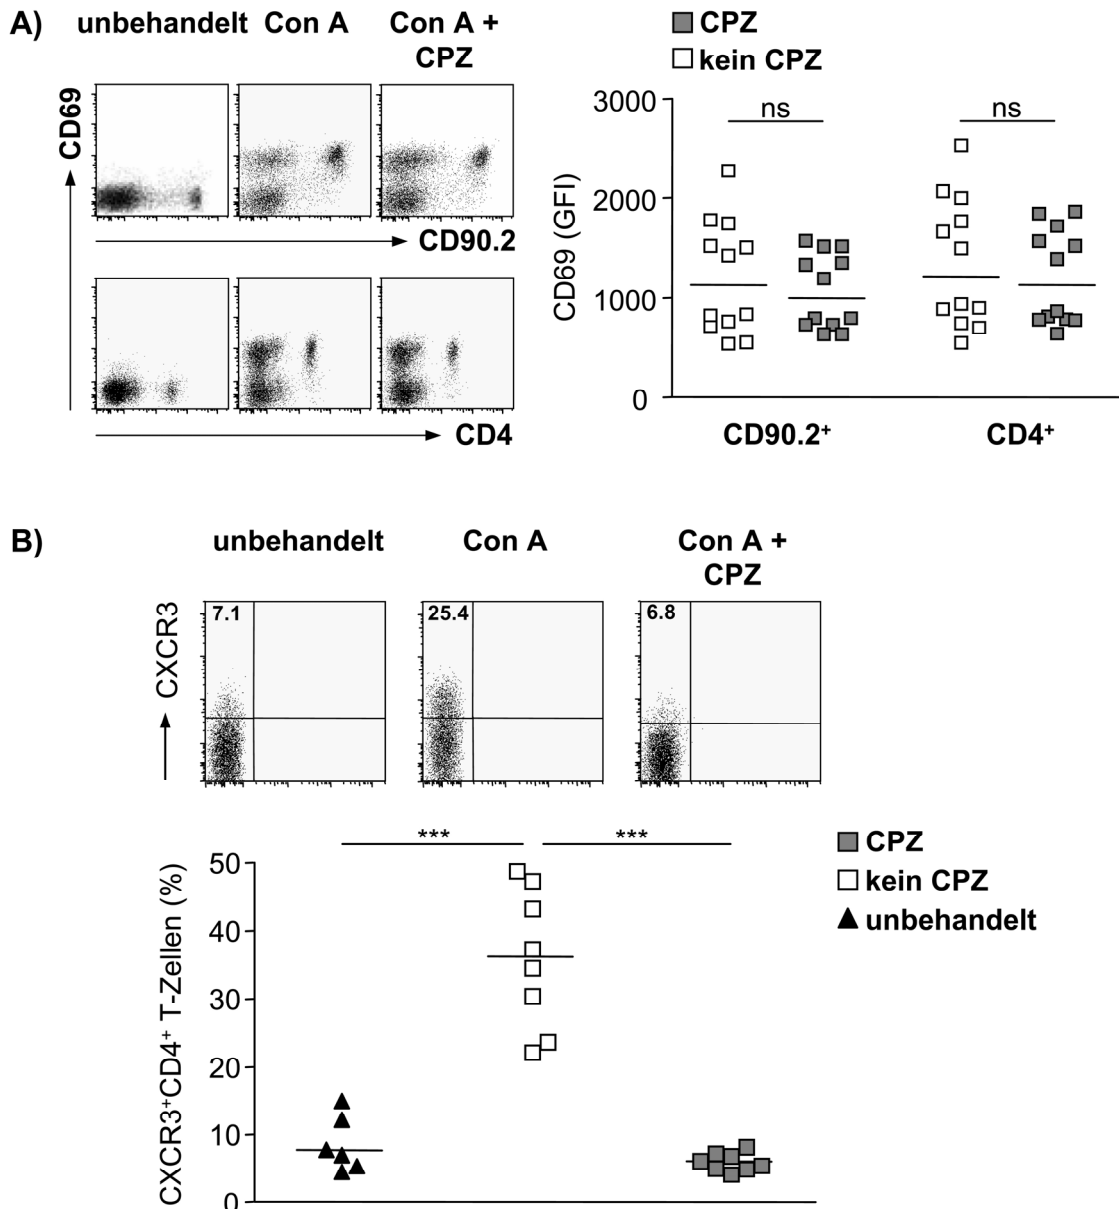 A)
unbehandelt
Con A
Con A +
CPZ
CD69
CD90.2
CD4
CPZ
kein CPZ
CD69 (GFI)
3000
2000
1000
0
ns
ns
CD90.2⁺
CD4⁺
B)
unbehandelt
Con A
Con A +
CPZ
CXCR3
7.1
25.4
6.8
CXCR3⁺CD4⁺ T-Zellen (%)
50
40
30
20
10
0
***
***
CPZ
kein CPZ
unbehandelt